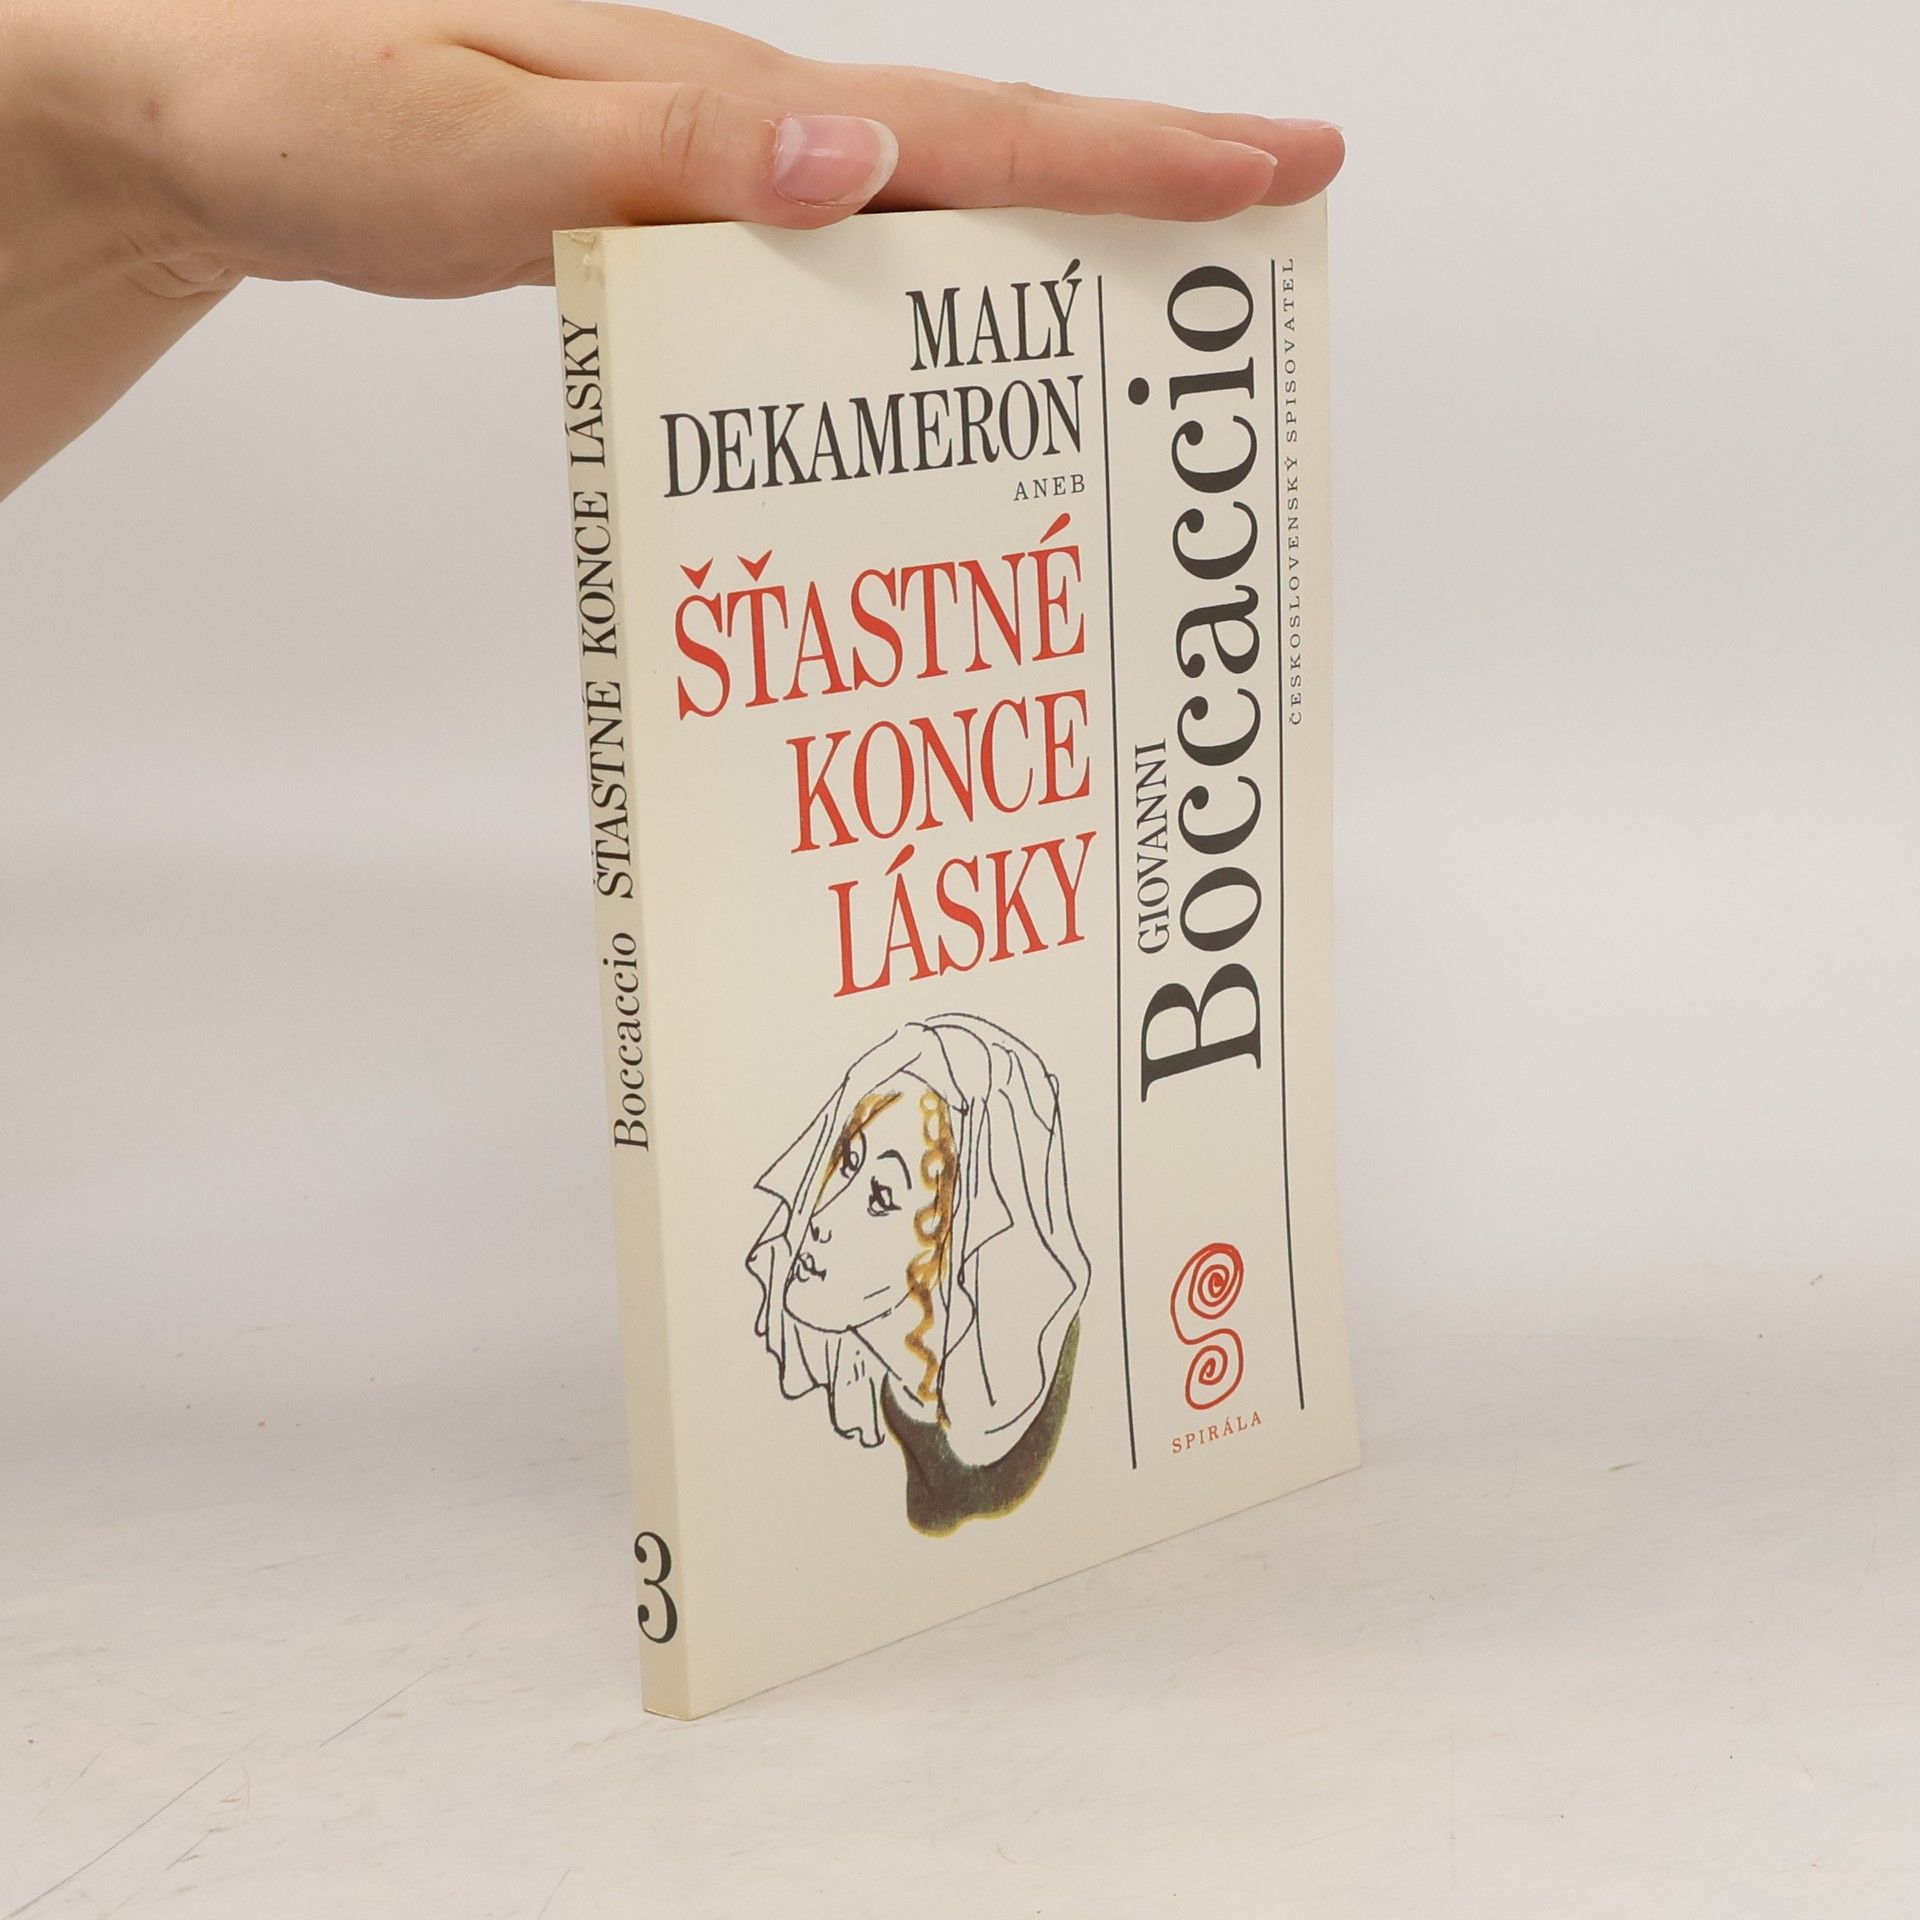 MALÝ
DEKAMERON
ANEB
ŠŤASTNÉ
KONCE
LÁSKY
GIOVANNI
Boccaccio
ČESKOSLOVENSKÝ SPISOVATEL
SPIRÁLA
Boccaccio ŠŤASTNÉ KONCE LÁSKY
3